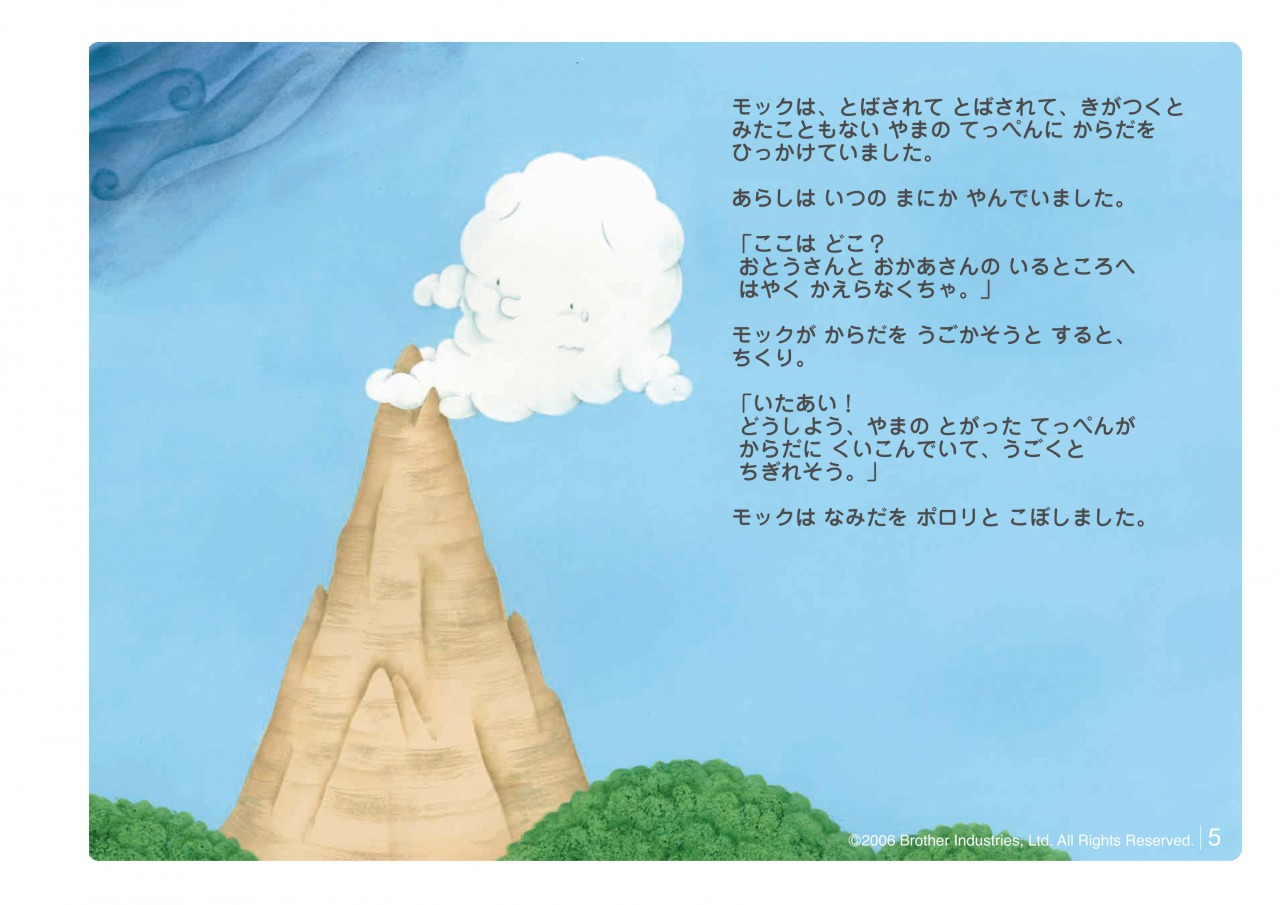 モックは、とばされて とばされて、きがつくと
みたこともない やまの てっぺんに からだを
ひっかけていました。
あらしは いつの まにか やんでいました。
「ここは どこ？
おとうさんと おかあさんの いるところへ
はやく かえらなくちゃ。」
モックが からだを うごかそうと すると、
ちくり。
「いたあい！
どうしよう、やまの とがった てっぺんが
からだに くいこんでいて、うごくと
ちぎれそう。」
モックは なみだを ポロリと こぼしました。
©2006 Brother Industries, Ltd. All Rights Reserved. 5